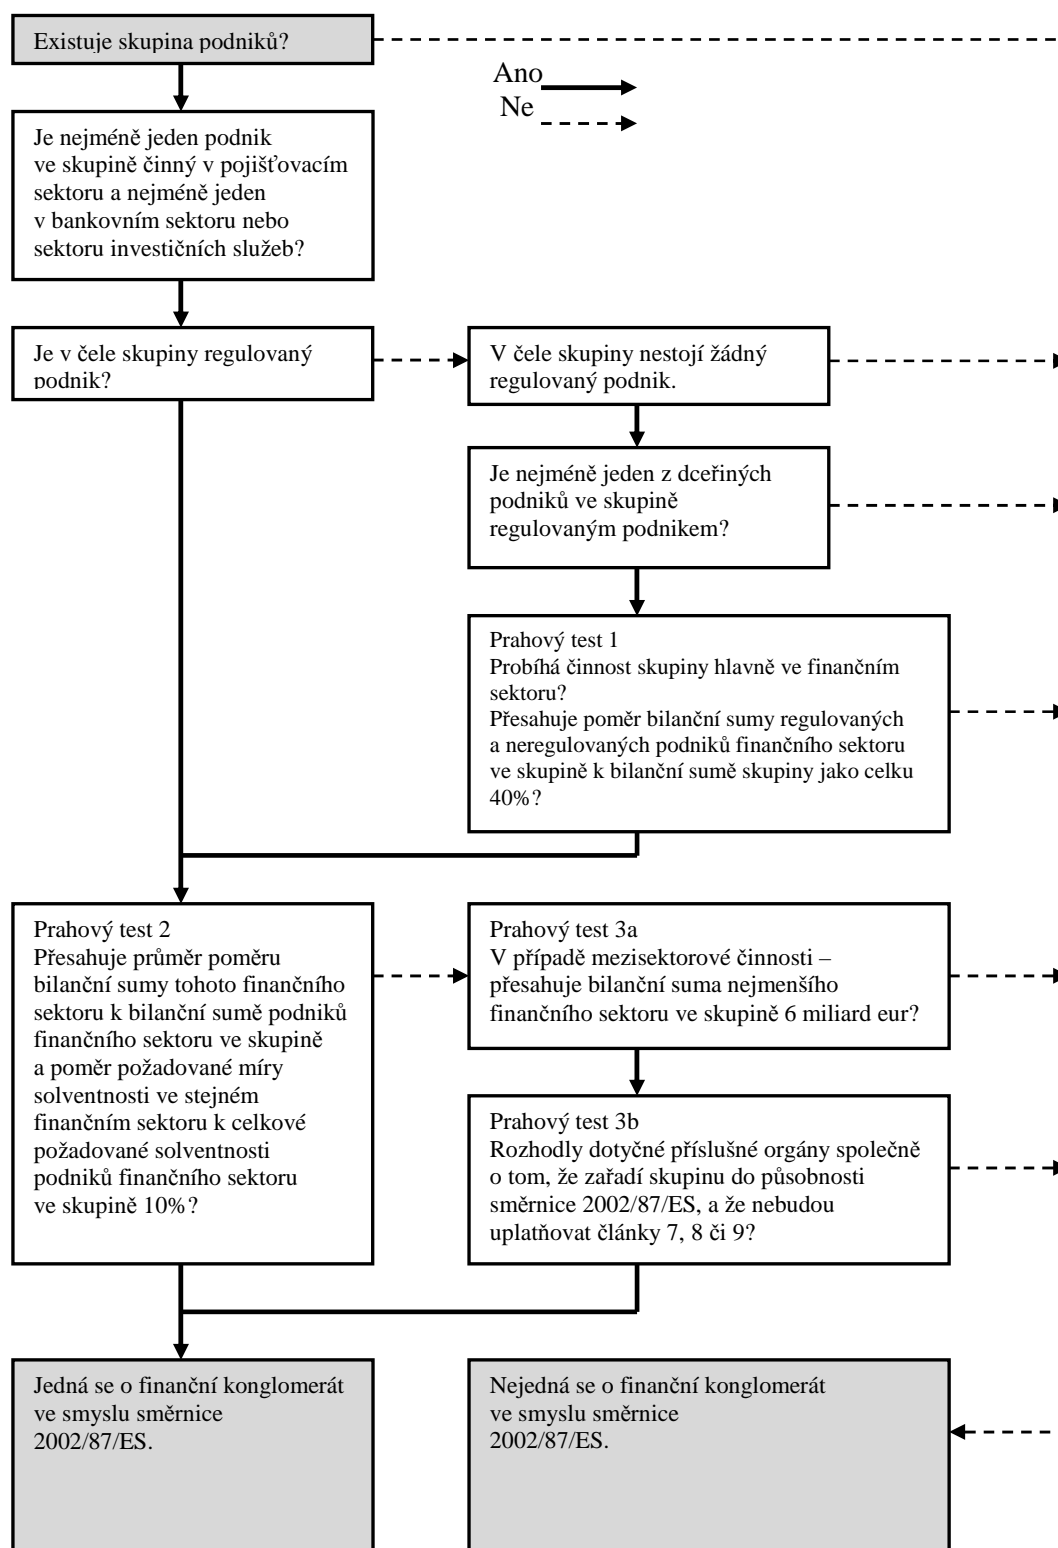 Existuje skupina podniků?
Ano
Ne
Je nejméně jeden podnik
ve skupině činný v pojišťovacím
sektoru a nejméně jeden
v bankovním sektoru nebo
sektoru investičních služeb?
Je v čele skupiny regulovaný
podnik?
V čele skupiny nestojí žádný
regulovaný podnik.
Je nejméně jeden z dceřiných
podniků ve skupině
regulovaným podnikem?
Prahový test 1
Probíhá činnost skupiny hlavně ve finančním
sektoru?
Přesahuje poměr bilanční sumy regulovaných
a neregulovaných podniků finančního sektoru
ve skupině k bilanční sumě skupiny jako celku
40%?
Prahový test 2
Přesahuje průměr poměru
bilanční sumy tohoto finančního
sektoru k bilanční sumě podniků
finančního sektoru ve skupině
a poměr požadované míry
solventnosti ve stejném
finančním sektoru k celkové
požadované solventnosti
podniků finančního sektoru
ve skupině 10%?
Prahový test 3a
V případě mezisektorové činnosti –
přesahuje bilanční suma nejmenšího
finančního sektoru ve skupině 6 miliard eur?
Prahový test 3b
Rozhodly dotyčné příslušné orgány společně
o tom, že zařadí skupinu do působnosti
směrnice 2002/87/ES, a že nebudou
uplatňovat články 7, 8 či 9?
Jedná se o finanční konglomerát
ve smyslu směrnice
2002/87/ES.
Nejedná se o finanční konglomerát
ve smyslu směrnice
2002/87/ES.